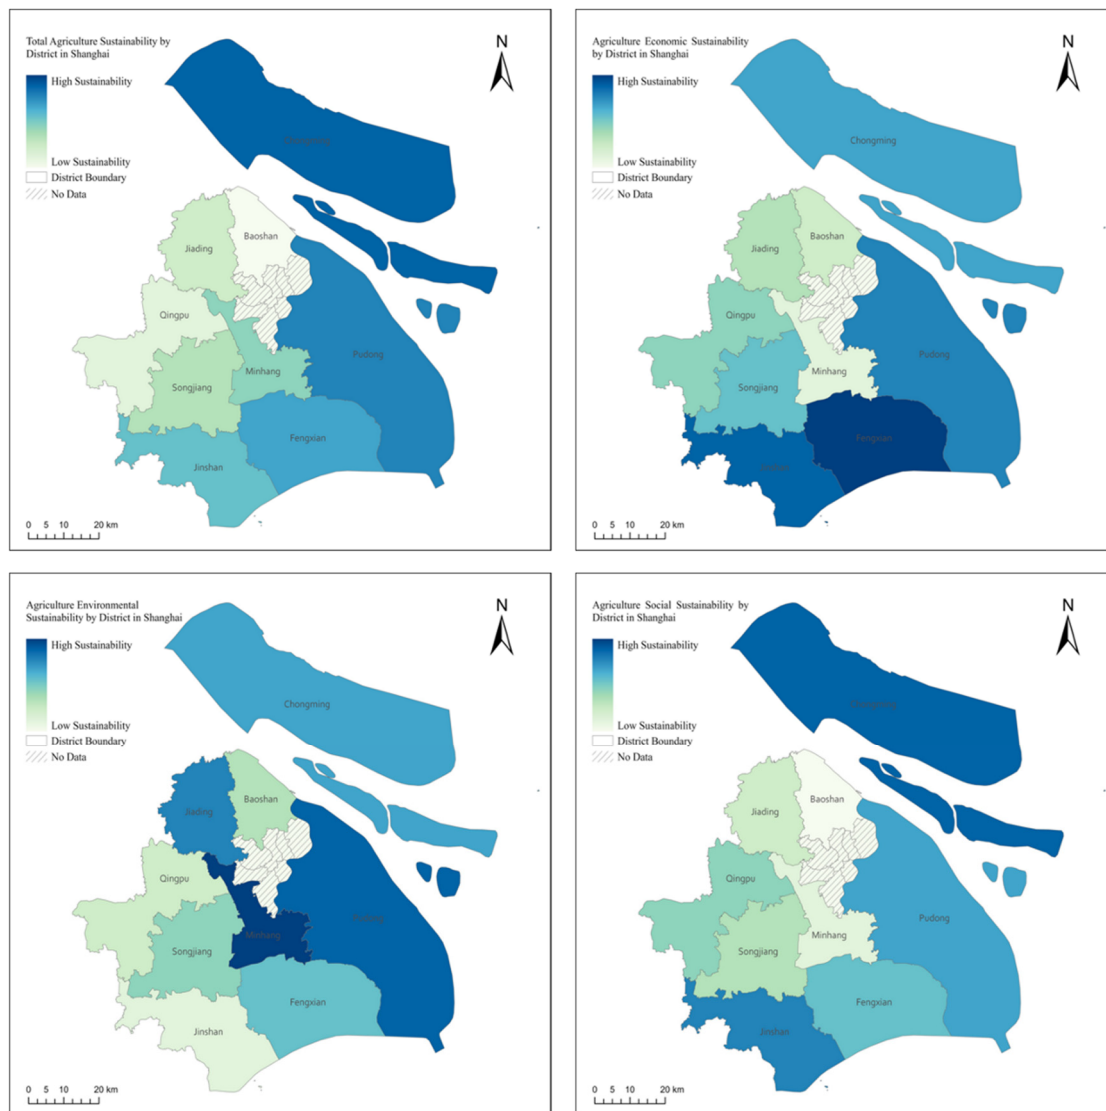 Total Agriculture Sustainability by
District in Shanghai
High Sustainability
Low Sustainability
District Boundary
No Data
N
Chongming
Jiading
Baoshan
Qingpu
Pudong
Songjiang
Minhang
Fengxian
Jinshan
0 5 10 20 km
Agriculture Economic Sustainability
by District in Shanghai
High Sustainability
Low Sustainability
District Boundary
No Data
N
Chongming
Jiading
Baoshan
Qingpu
Pudong
Songjiang
Minhang
Fengxian
Jinshan
0 5 10 20 km
Agriculture Environmental
Sustainability by District in Shanghai
High Sustainability
Low Sustainability
District Boundary
No Data
N
Chongming
Jiading
Baoshan
Qingpu
Pudong
Songjiang
Minhang
Fengxian
Jinshan
0 5 10 20 km
Agriculture Social Sustainability by
District in Shanghai
High Sustainability
Low Sustainability
District Boundary
No Data
N
Chongming
Jiading
Baoshan
Qingpu
Pudong
Songjiang
Minhang
Fengxian
Jinshan
0 5 10 20 km